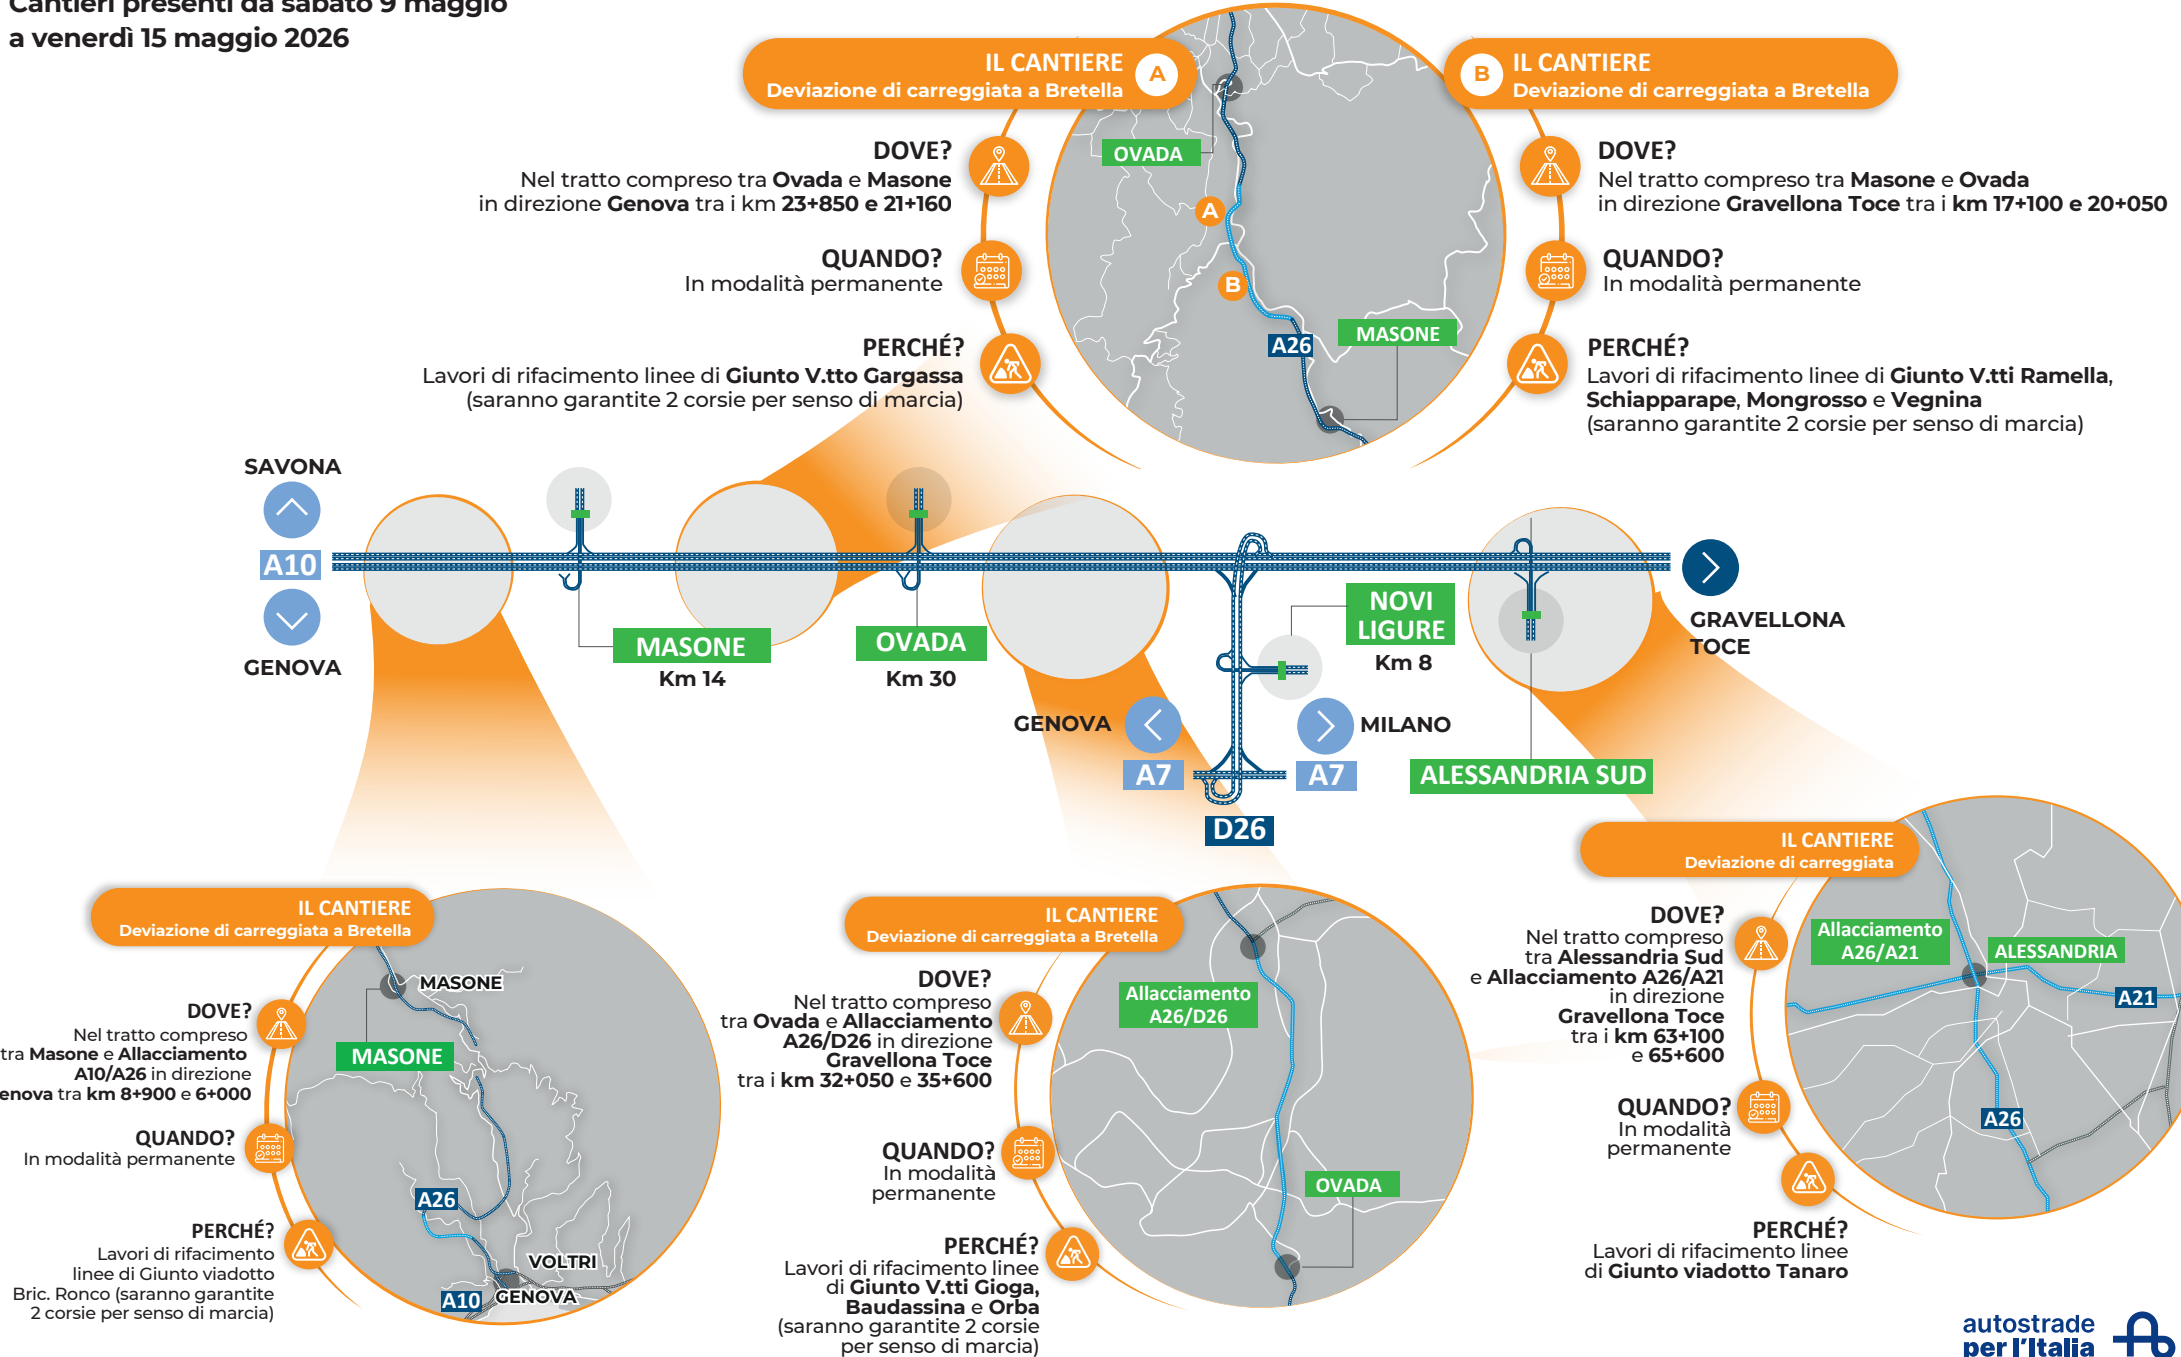 Cantieri presenti da sabato 9 maggio
a venerdì 15 maggio 2026
IL CANTIERE
Deviazione di carreggiata a Bretella
A
DOVE?
Nel tratto compreso tra Ovada e Masone
in direzione Genova tra i km 23+850 e 21+160
QUANDO?
In modalità permanente
PERCHÉ?
Lavori di rifacimento linee di Giunto V.tto Gargassa
(saranno garantite 2 corsie per senso di marcia)
OVADA
A
B
A26
MASONE
B
IL CANTIERE
Deviazione di carreggiata a Bretella
DOVE?
Nel tratto compreso tra Masone e Ovada
in direzione Gravellona Toce tra i km 17+100 e 20+050
QUANDO?
In modalità permanente
PERCHÉ?
Lavori di rifacimento linee di Giunto V.tti Ramella,
Schiapparape, Mongrosso e Vegnina
(saranno garantite 2 corsie per senso di marcia)
SAVONA
A10
GENOVA
MASONE
Km 14
OVADA
Km 30
NOVI
LIGURE
Km 8
GRAVELLONA
TOCE
GENOVA
A7
MILANO
A7
D26
ALESSANDRIA SUD
IL CANTIERE
Deviazione di carreggiata a Bretella
DOVE?
Nel tratto compreso
tra Masone e Allacciamento
A10/A26 in direzione
enova tra km 8+900 e 6+000
QUANDO?
In modalità permanente
PERCHÉ?
Lavori di rifacimento
linee di Giunto viadotto
Bric. Ronco (saranno garantite
2 corsie per senso di marcia)
MASONE
MASONE
A26
VOLTRI
A10
GENOVA
IL CANTIERE
Deviazione di carreggiata a Bretella
DOVE?
Nel tratto compreso
tra Ovada e Allacciamento
A26/D26 in direzione
Gravellona Toce
tra i km 32+050 e 35+600
QUANDO?
In modalità
permanente
PERCHÉ?
Lavori di rifacimento linee
di Giunto V.tti Gioga,
Baudassina e Orba
(saranno garantite 2 corsie
per senso di marcia)
Allacciamento
A26/D26
OVADA
IL CANTIERE
Deviazione di carreggiata
DOVE?
Nel tratto compreso
tra Alessandria Sud
e Allacciamento A26/A21
in direzione
Gravellona Toce
tra i km 63+100
e 65+600
QUANDO?
In modalità
permanente
PERCHÉ?
Lavori di rifacimento linee
di Giunto viadotto Tanaro
Allacciamento
A26/A21
ALESSANDRIA
A21
A26
autostrade
per l'Italia